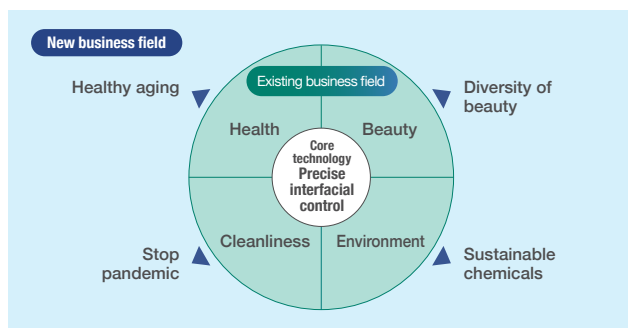 New business field
Healthy aging
Existing business field
Diversity of
beauty
Health
Beauty
Core
technology
Precise
interfacial
control
Cleanliness
Environment
Stop
pandemic
Sustainable
chemicals